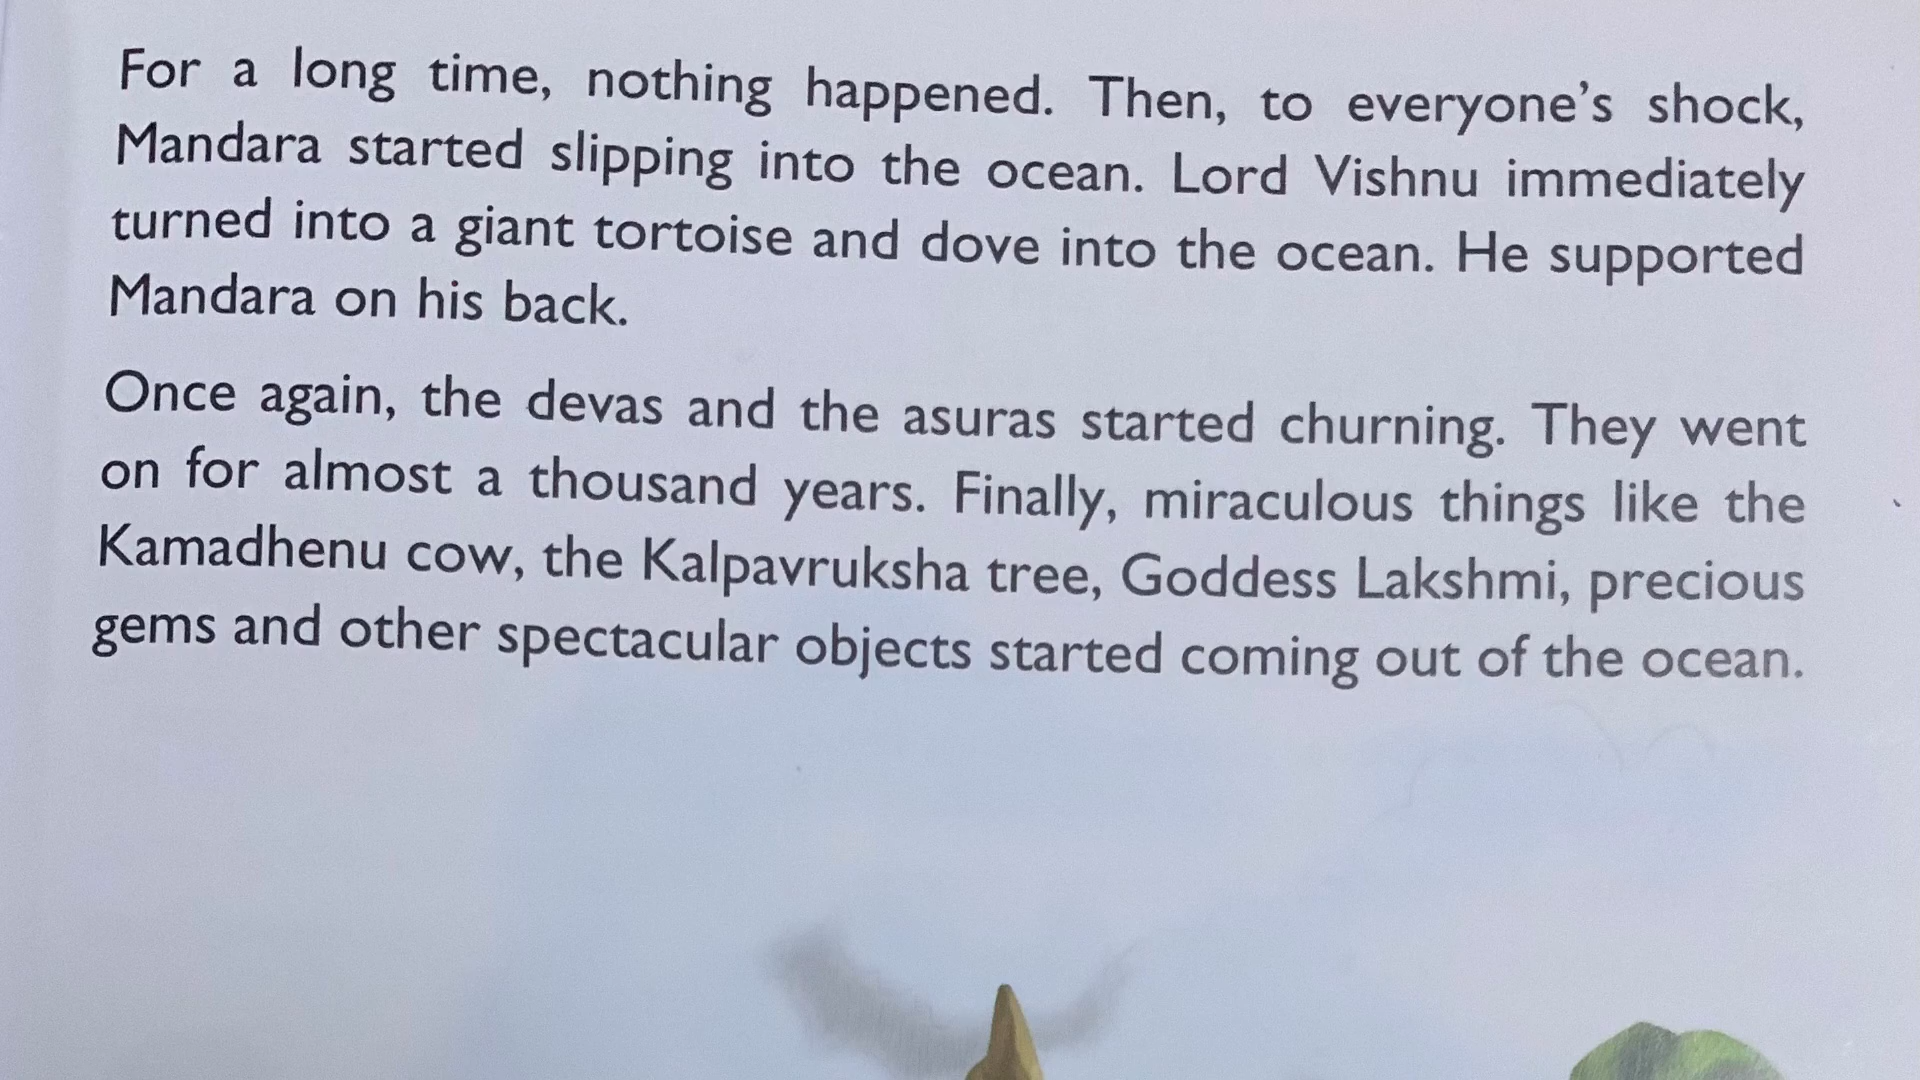 For a long time, nothing happened. Then, to everyone's shock,
Mandara started slipping into the ocean. Lord Vishnu immediately
turned into a giant tortoise and dove into the ocean. He supported
Mandara on his back.
Once again, the devas and the asuras started churning. They went
on for almost a thousand years. Finally, miraculous things like the
Kamadhenu cow, the Kalpavruksha tree, Goddess Lakshmi, precious
gems and other spectacular objects started coming out of the ocean.